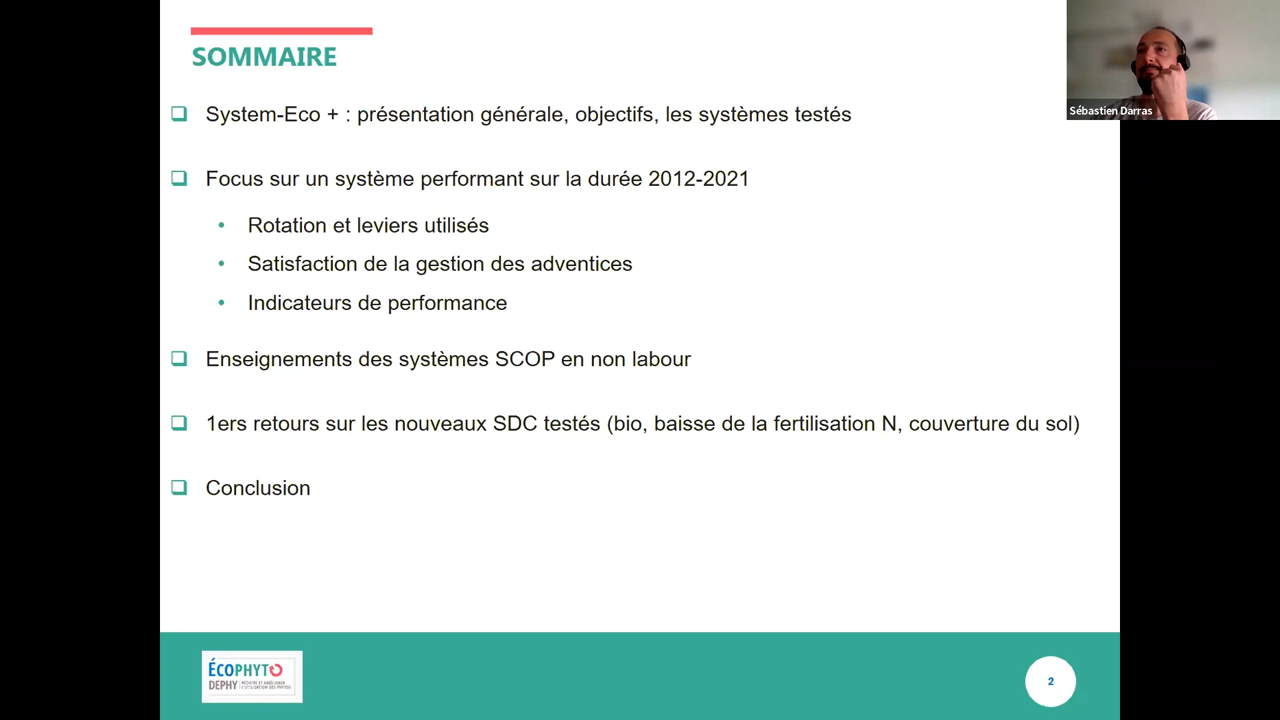 SOMMAIRE
Sébastien Darras
System-Eco + : présentation générale, objectifs, les systèmes testés
Focus sur un système performant sur la durée 2012-2021
Rotation et leviers utilisés
Satisfaction de la gestion des adventices
Indicateurs de performance
Enseignements des systèmes SCOP en non labour
1ers retours sur les nouveaux SDC testés (bio, baisse de la fertilisation N, couverture du sol)
Conclusion
ÉCOPHYTO
DEPHY
2